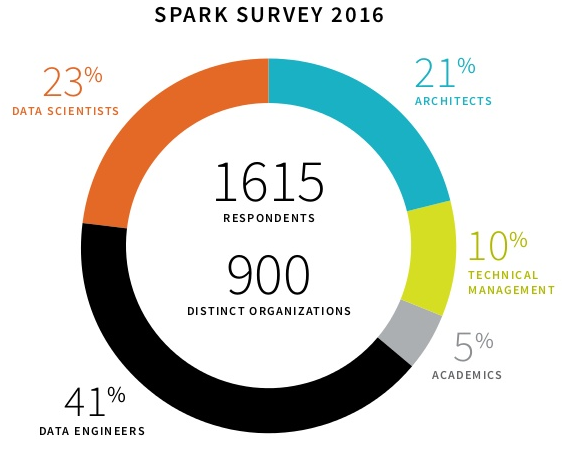 SPARK SURVEY 2016
23%
DATA SCIENTISTS
21%
ARCHITECTS
1615
RESPONDENTS
900
DISTINCT ORGANIZATIONS
10%
TECHNICAL
MANAGEMENT
5%
ACADEMICS
41%
DATA ENGINEERS